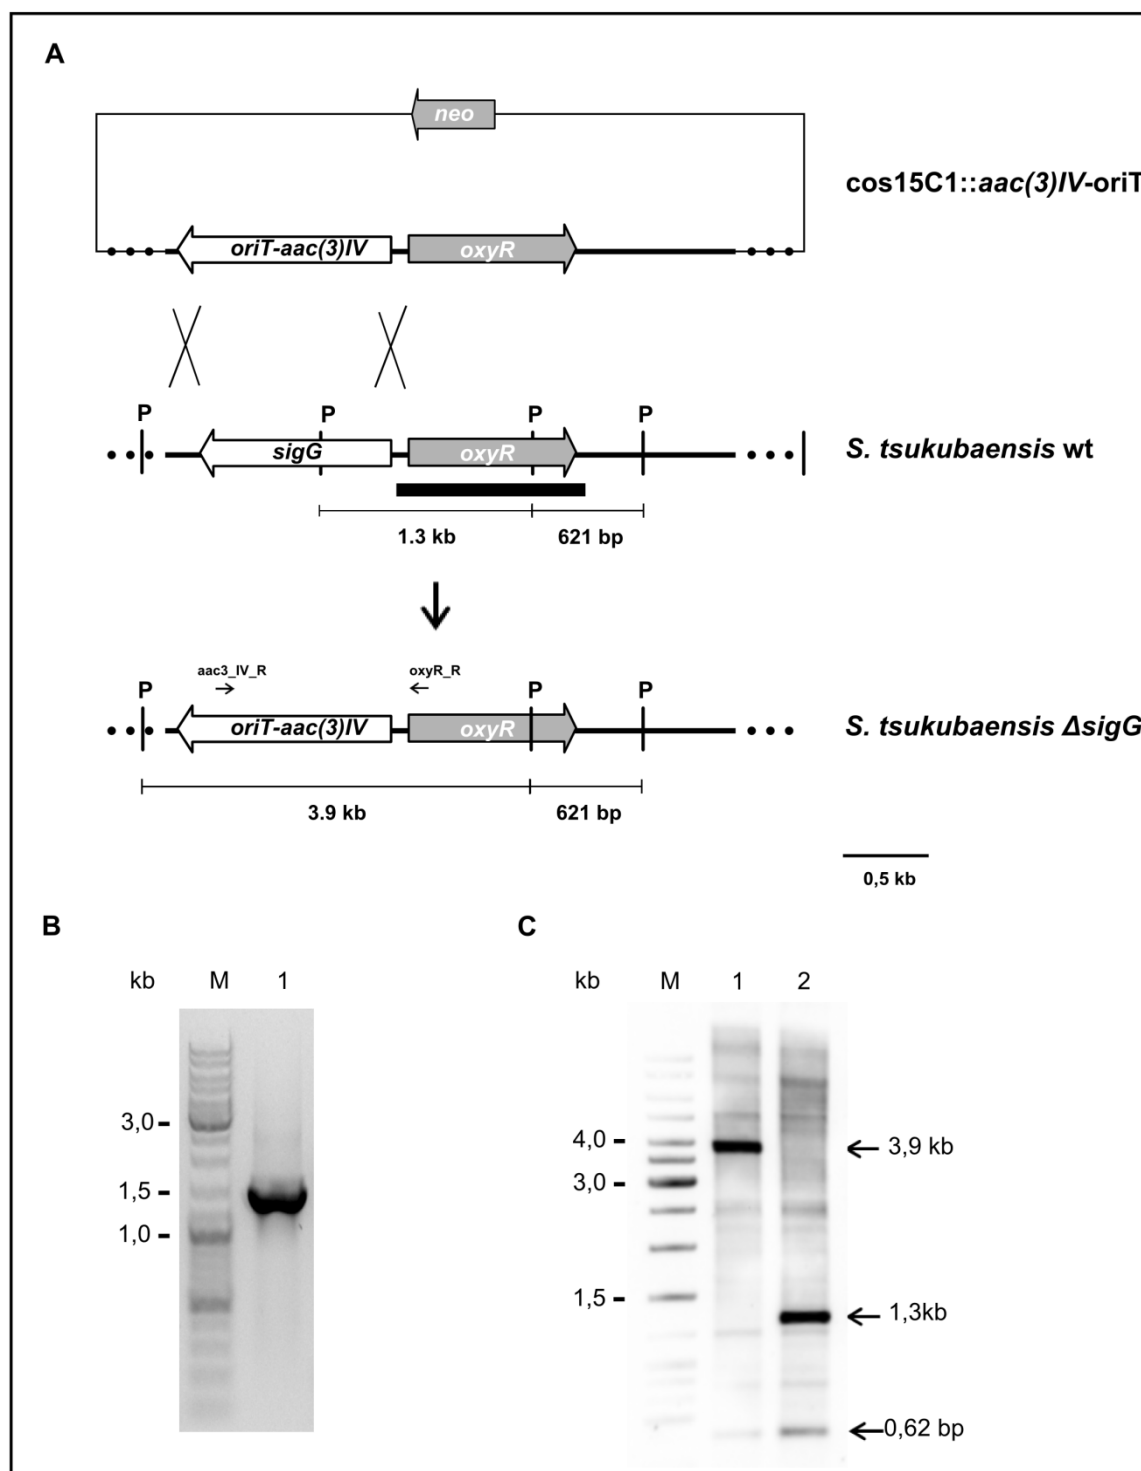 A
neo
cos15C1::aac(3)IV-oriT
oriT-aac(3)IV oxyR
P P P P
sigG oxyR
S. tsukubaensis wt
1.3 kb 621 bp
aac3_IV_R oxyR_R
P P P
oriT-aac(3)IV oxyR
S. tsukubaensis ΔsigG
3.9 kb 621 bp
0,5 kb
B
kb M 1
3,0
1,5
1,0
C
kb M 1 2
4,0
3,0
1,5
3,9 kb
1,3kb
0,62 bp